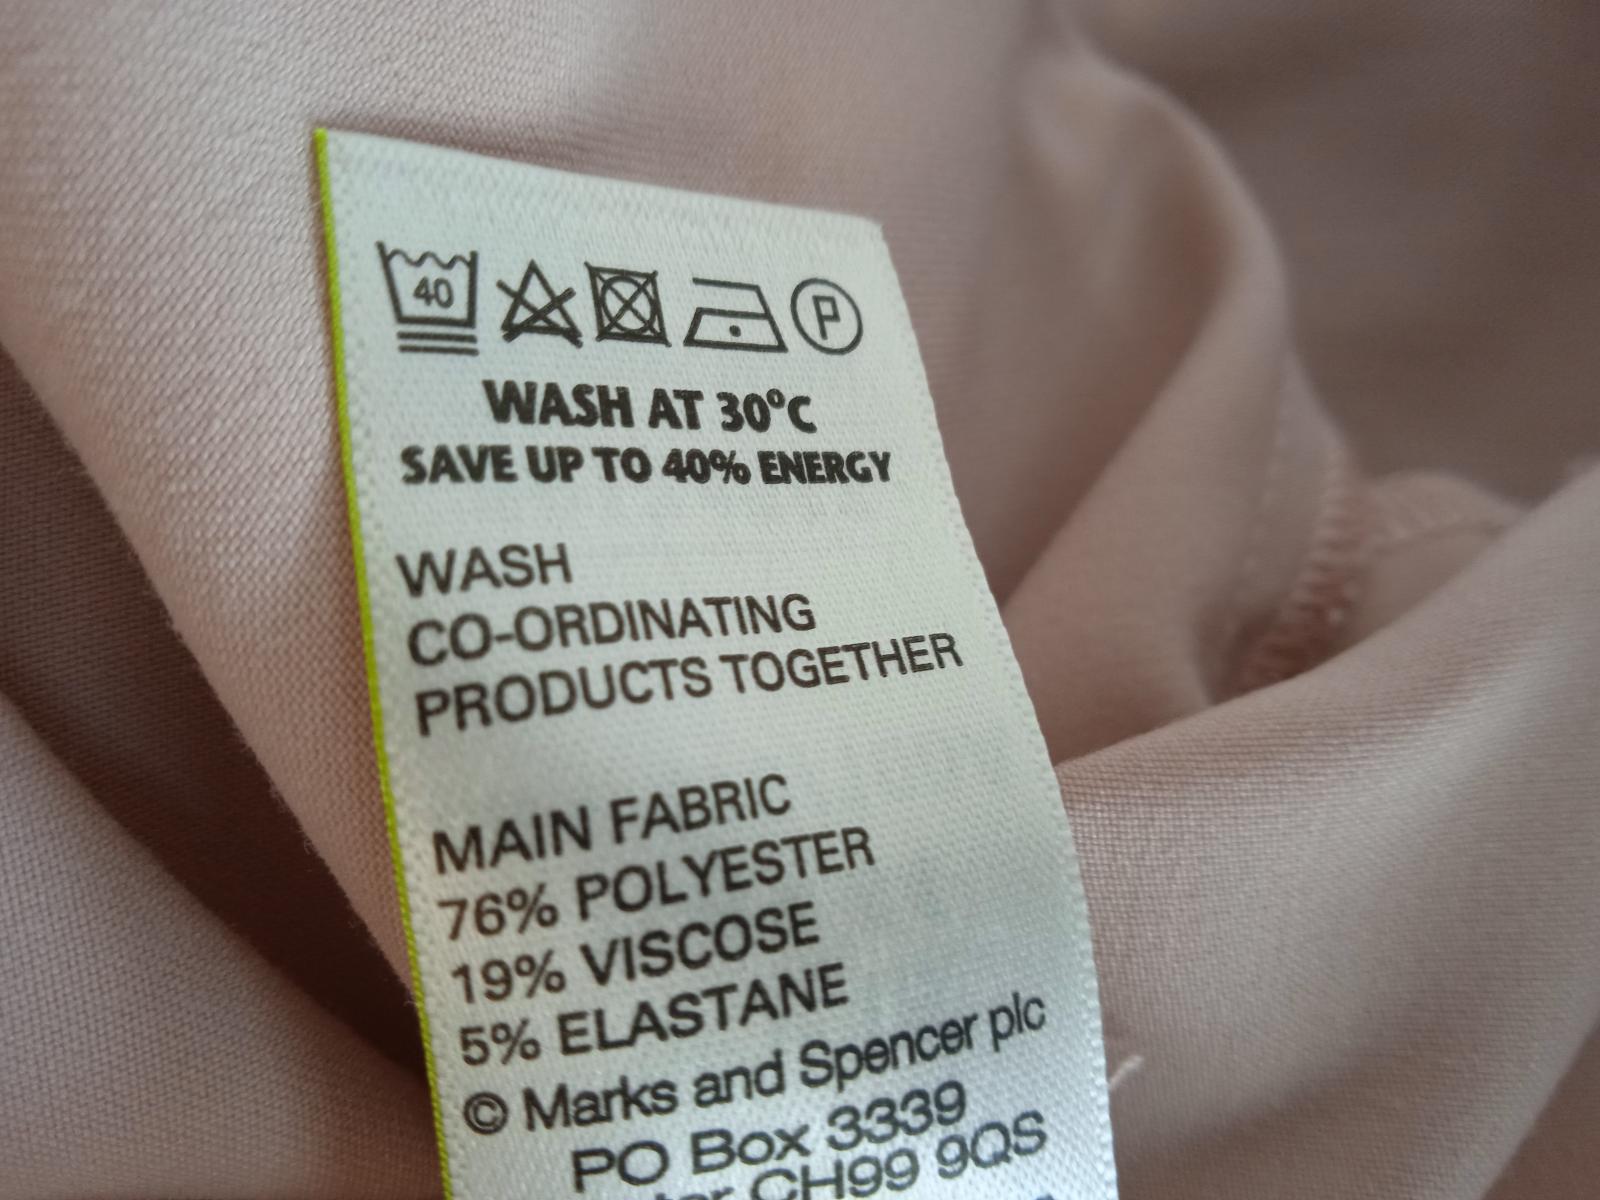 40
P
WASH AT 30°C
SAVE UP TO 40% ENERGY
WASH
CO-ORDINATING
PRODUCTS TOGETHER
MAIN FABRIC
76% POLYESTER
19% VISCOSE
5% ELASTANE
© Marks and Spencer plc
PO Box 3339
CH99 9QS